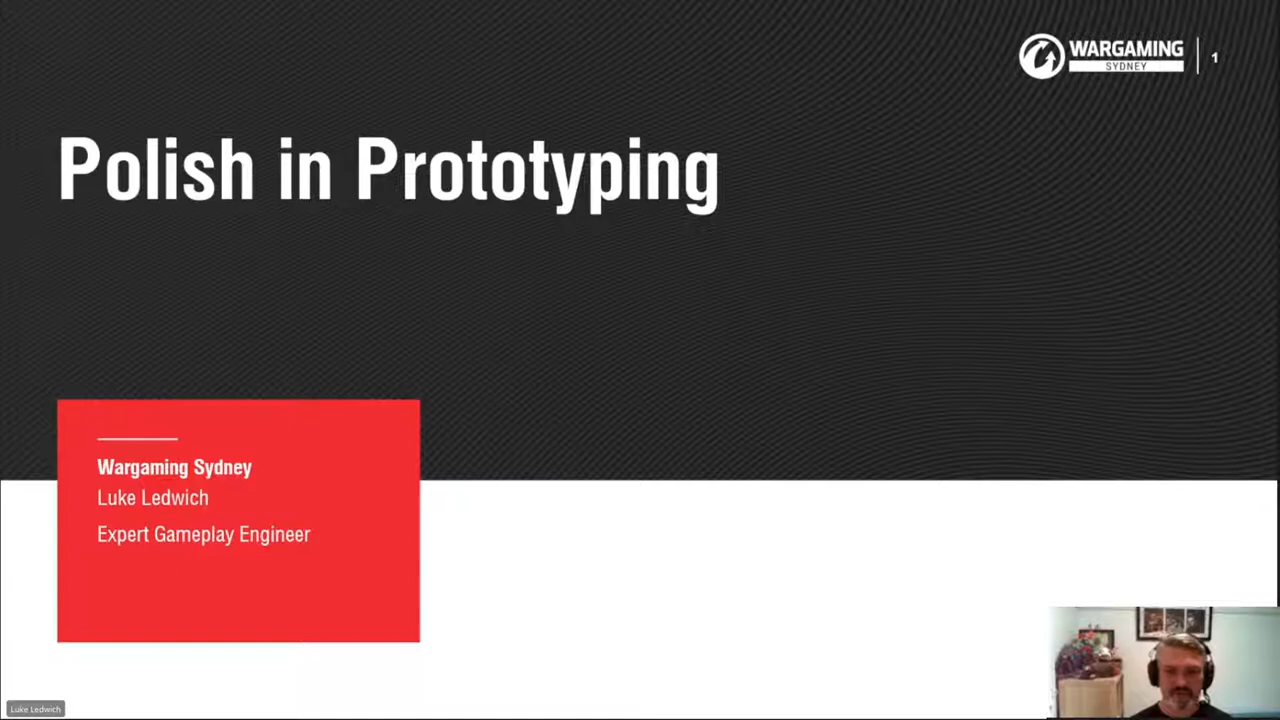 WARGAMING
SYDNEY
1
Polish in Prototyping
Wargaming Sydney
Luke Ledwich
Expert Gameplay Engineer
Luke Ledwich